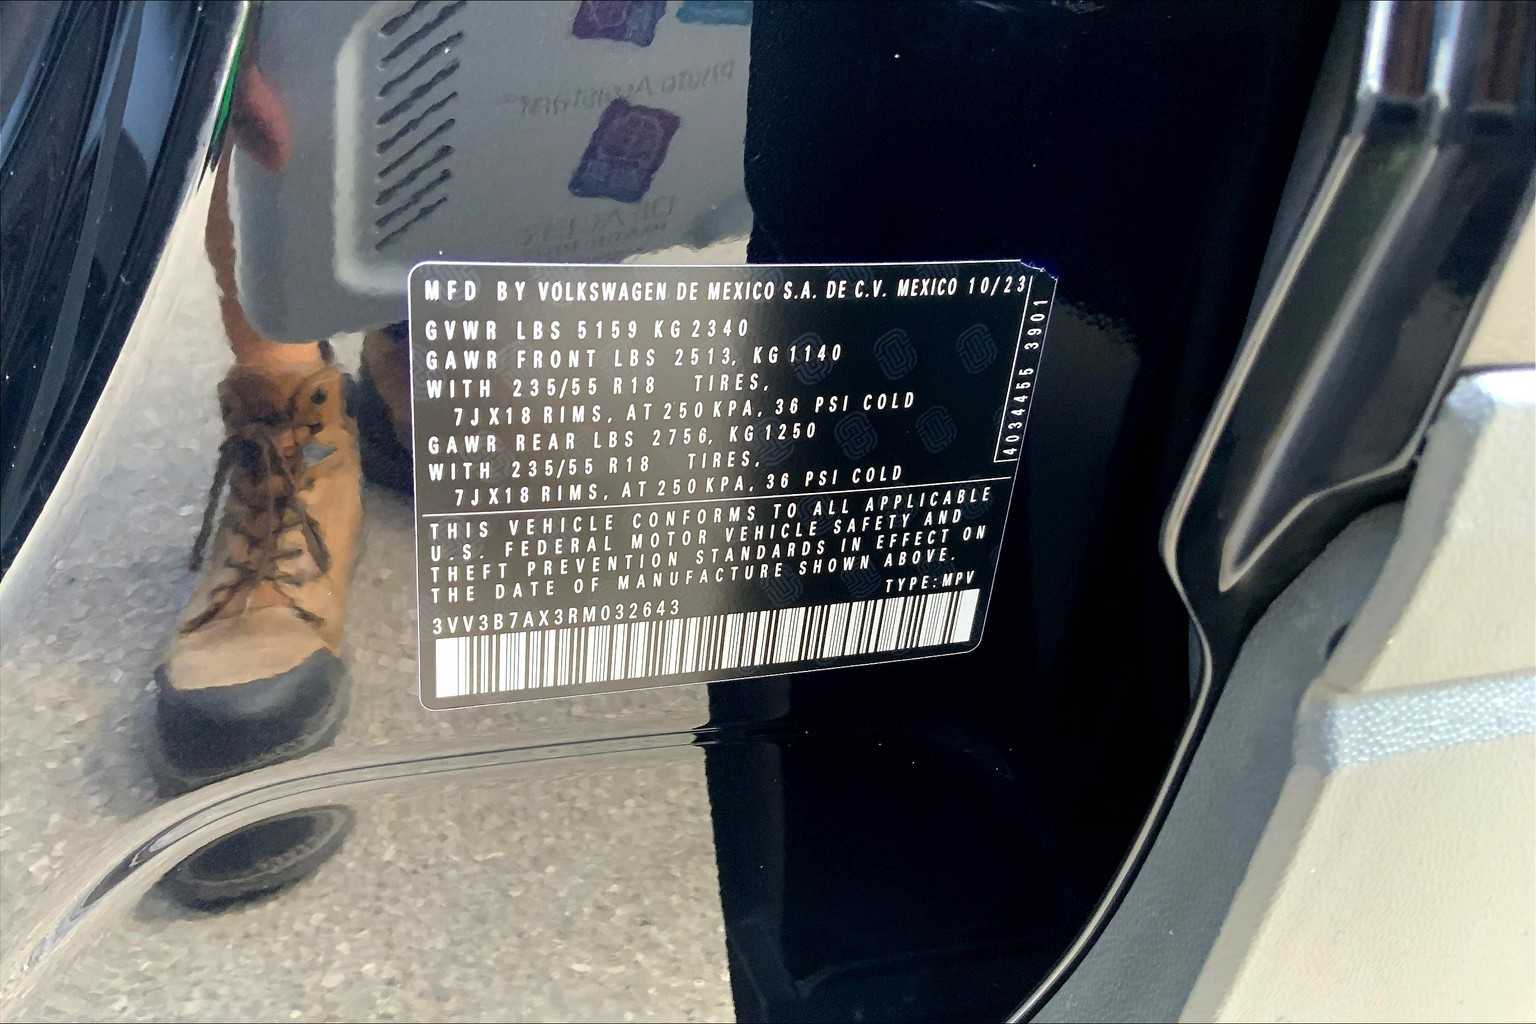 MFD BY VOLKSWAGEN DE MEXICO S.A. DE C.V. MEXICO 10/23
GVWR LBS 5159 KG 2340
GAWR FRONT LBS 2513, KG 1140
WITH 235/55 R18 TIRES,
7JX18 RIMS, AT 250 KPA, 36 PSI COLD
GAWR REAR LBS 2756, KG 1250
WITH 235/55 R18 TIRES,
7JX18 RIMS, AT 250 KPA, 36 PSI COLD
4034455 3901
THIS VEHICLE CONFORMS TO ALL APPLICABLE
U.S. FEDERAL MOTOR VEHICLE SAFETY AND
THEFT PREVENTION STANDARDS IN EFFECT ON
THE DATE OF MANUFACTURE SHOWN ABOVE.
TYPE:MPV
3VV3B7AX3RM032643